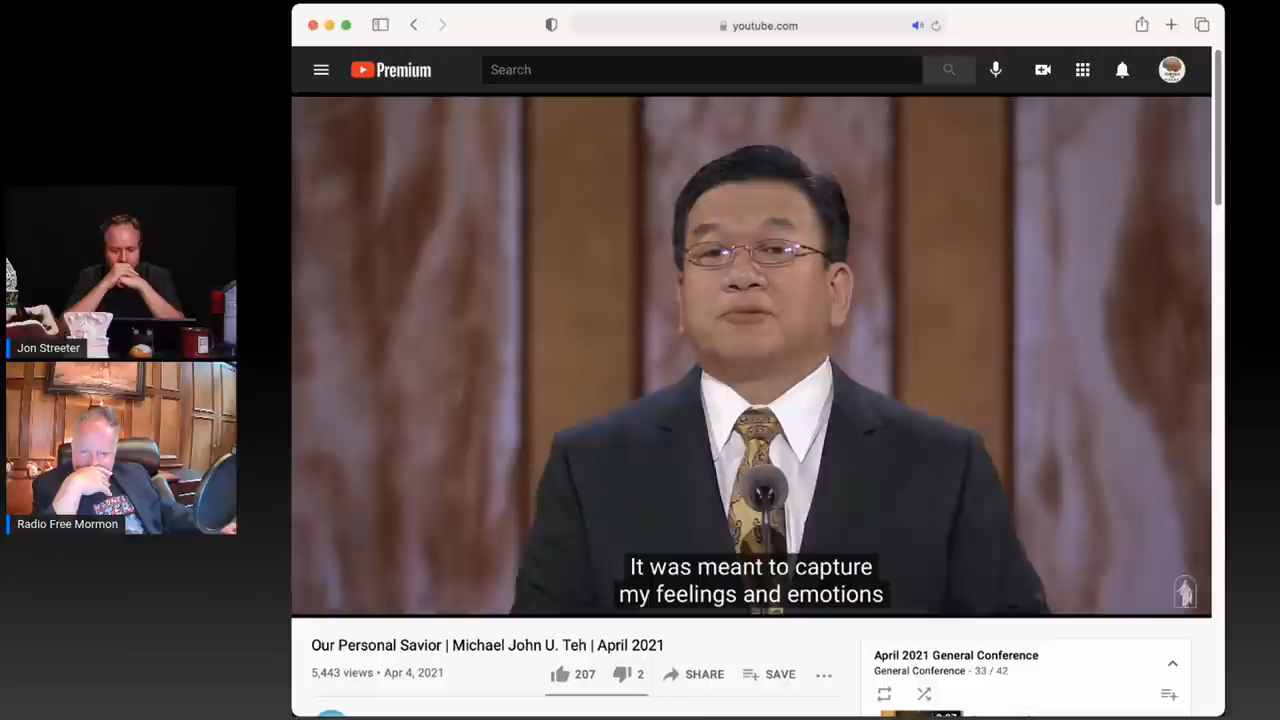 youtube.com
Premium
Search
It was meant to capture
my feelings and emotions
Jon Streeter
Radio Free Mormon
Our Personal Savior | Michael John U. Teh | April 2021
5,443 views • Apr 4, 2021
207
2
SHARE
SAVE
April 2021 General Conference
General Conference - 33 / 42